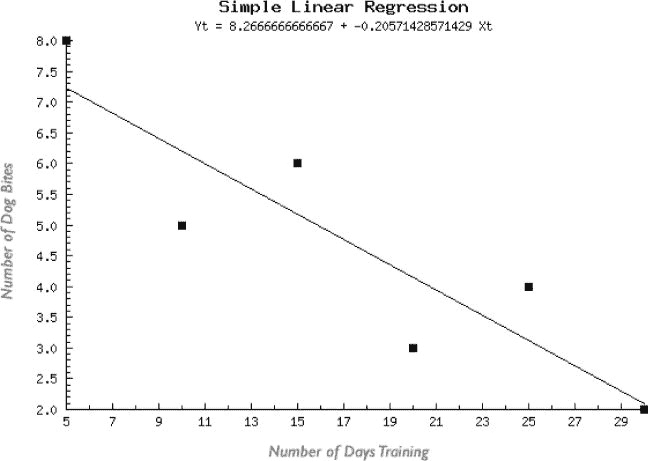 Simple Linear Regression
Yt = 8.2666666666667 + -0.20571428571429 Xt
8.0
7.5
7.0
6.5
6.0
5.5
5.0
4.5
4.0
3.5
3.0
2.5
2.0
Number of Dog Bites
5 7 9 11 13 15 17 19 21 23 25 27 29
Number of Days Training